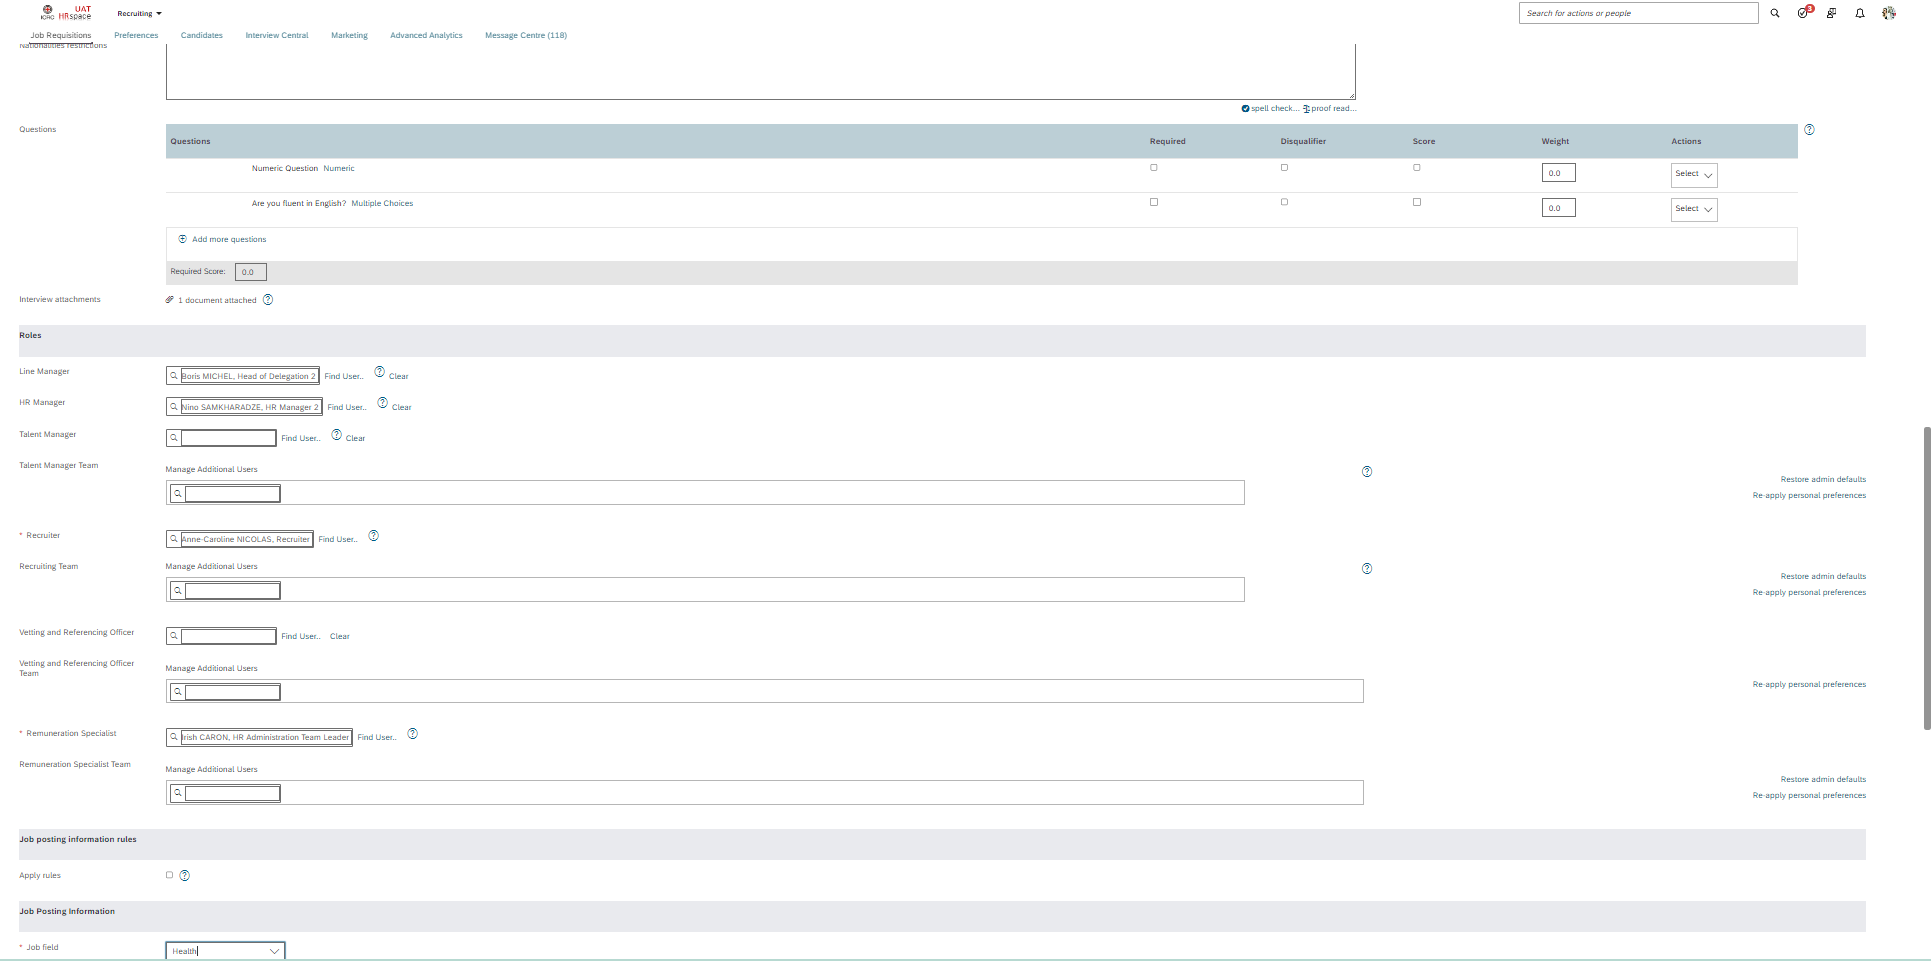 ICRC UAT HRspace Recruiting Search for actions or people 3
Job Requisitions Preferences Candidates Interview Central Marketing Advanced Analytics Message Centre (118)
Nationalities restrictions
spell check... proof read...
Questions
Questions Required Disqualifier Score Weight Actions
Numeric Question Numeric 0.0 Select
Are you fluent in English? Multiple Choices 0.0 Select
Add more questions
Required Score: 0.0
Interview attachments 1 document attached
Roles
Line Manager Boris MICHEL, Head of Delegation 2 Find User.. Clear
HR Manager Nino SAMKHARADZE, HR Manager 2 Find User.. Clear
Talent Manager Find User.. Clear
Talent Manager Team Manage Additional Users
Restore admin defaults
Re-apply personal preferences
* Recruiter Anne-Caroline NICOLAS, Recruiter Find User..
Recruiting Team Manage Additional Users
Restore admin defaults
Re-apply personal preferences
Vetting and Referencing Officer Find User.. Clear
Vetting and Referencing Officer
Team
Manage Additional Users
Re-apply personal preferences
* Remuneration Specialist Irish CARON, HR Administration Team Leader Find User..
Remuneration Specialist Team Manage Additional Users
Restore admin defaults
Re-apply personal preferences
Job posting information rules
Apply rules
Job Posting Information
* Job field Health